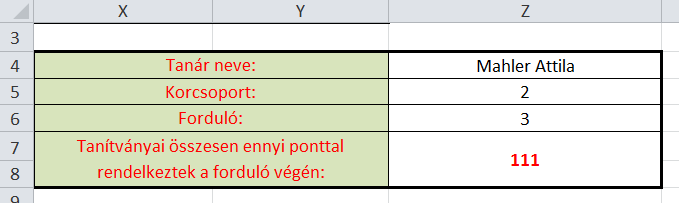 X Y Z
3
4 Tanár neve: Mahler Attila
5 Korcsoport: 2
6 Forduló: 3
7 Tanítványai összesen ennyi ponttal
8 rendelkeztek a forduló végén: 111
9